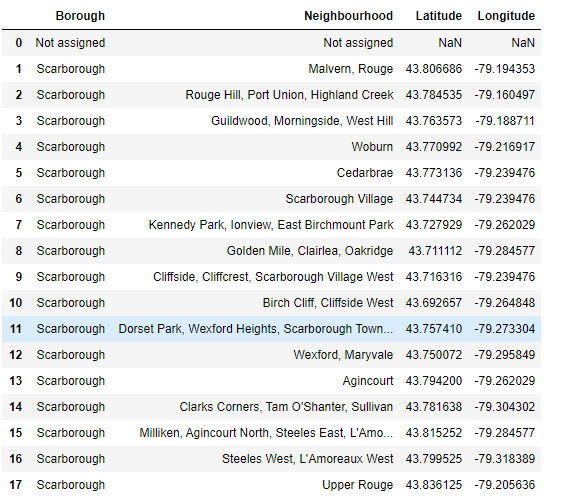 Borough Neighbourhood Latitude Longitude
0 Not assigned Not assigned NaN NaN
1 Scarborough Malvern, Rouge 43.806686 -79.194353
2 Scarborough Rouge Hill, Port Union, Highland Creek 43.784535 -79.160497
3 Scarborough Guildwood, Morningside, West Hill 43.763573 -79.188711
4 Scarborough Woburn 43.770992 -79.216917
5 Scarborough Cedarbrae 43.773136 -79.239476
6 Scarborough Scarborough Village 43.744734 -79.239476
7 Scarborough Kennedy Park, Ionview, East Birchmount Park 43.727929 -79.262029
8 Scarborough Golden Mile, Clairlea, Oakridge 43.711112 -79.284577
9 Scarborough Cliffside, Cliffcrest, Scarborough Village West 43.716316 -79.239476
10 Scarborough Birch Cliff, Cliffside West 43.692657 -79.264848
11 Scarborough Dorset Park, Wexford Heights, Scarborough Town... 43.757410 -79.273304
12 Scarborough Wexford, Maryvale 43.750072 -79.295849
13 Scarborough Agincourt 43.794200 -79.262029
14 Scarborough Clarks Corners, Tam O'Shanter, Sullivan 43.781638 -79.304302
15 Scarborough Milliken, Agincourt North, Steeles East, L'Amo... 43.815252 -79.284577
16 Scarborough Steeles West, L'Amoreaux West 43.799525 -79.318389
17 Scarborough Upper Rouge 43.836125 -79.205636